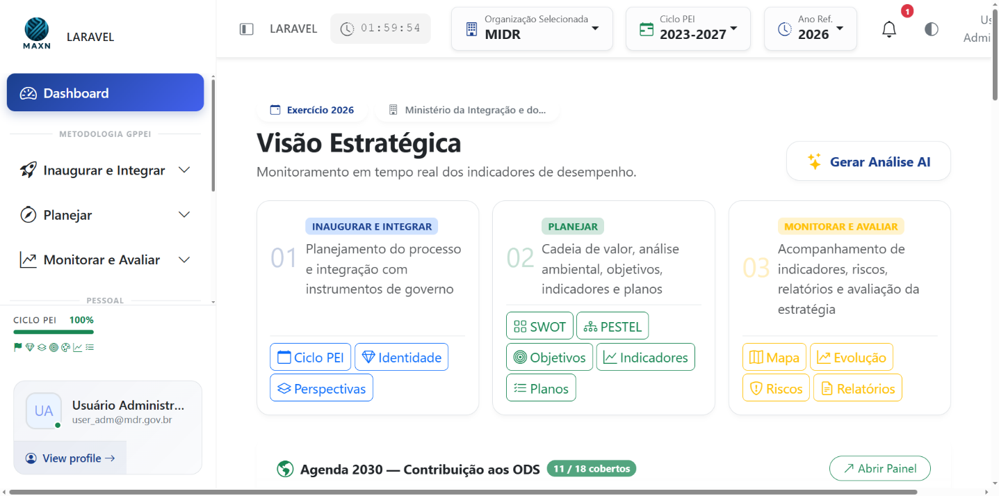 MAXN
LARAVEL
Dashboard
METODOLOGIA GPPEI
Inaugurar e Integrar
Planejar
Monitorar e Avaliar
PESSOAL
CICLO PEI 100%
UA
Usuário Administr...
user_adm@mdr.gov.br
View profile →
LARAVEL
01:59:54
Organização Selecionada
MIDR
Ciclo PEI
2023-2027
Ano Ref.
2026
1
Us
Admi
Exercício 2026
Ministério da Integração e do...
Visão Estratégica
Monitoramento em tempo real dos indicadores de desempenho.
Gerar Análise AI
01
INAUGURAR E INTEGRAR
Planejamento do processo
e integração com
instrumentos de governo
Ciclo PEI
Identidade
Perspectivas
02
PLANEJAR
Cadeia de valor, análise
ambiental, objetivos,
indicadores e planos
SWOT
PESTEL
Objetivos
Indicadores
Planos
03
MONITORAR E AVALIAR
Acompanhamento de
indicadores, riscos,
relatórios e avaliação da
estratégia
Mapa
Evolução
Riscos
Relatórios
Agenda 2030 — Contribuição aos ODS
11 / 18 cobertos
Abrir Painel